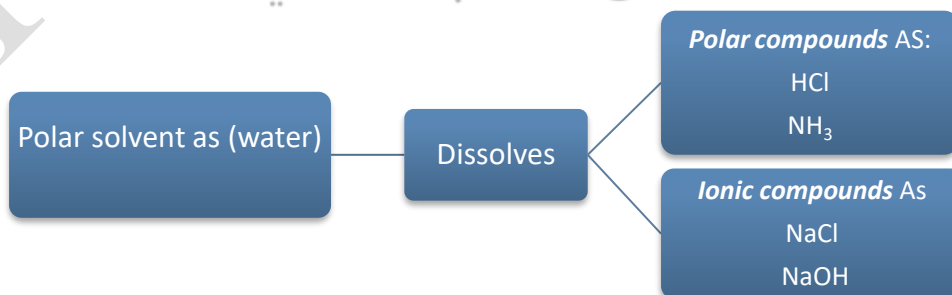 Polar solvent as (water)
Dissolves
Polar compounds AS:
HCl
NH₃
Ionic compounds As
NaCl
NaOH